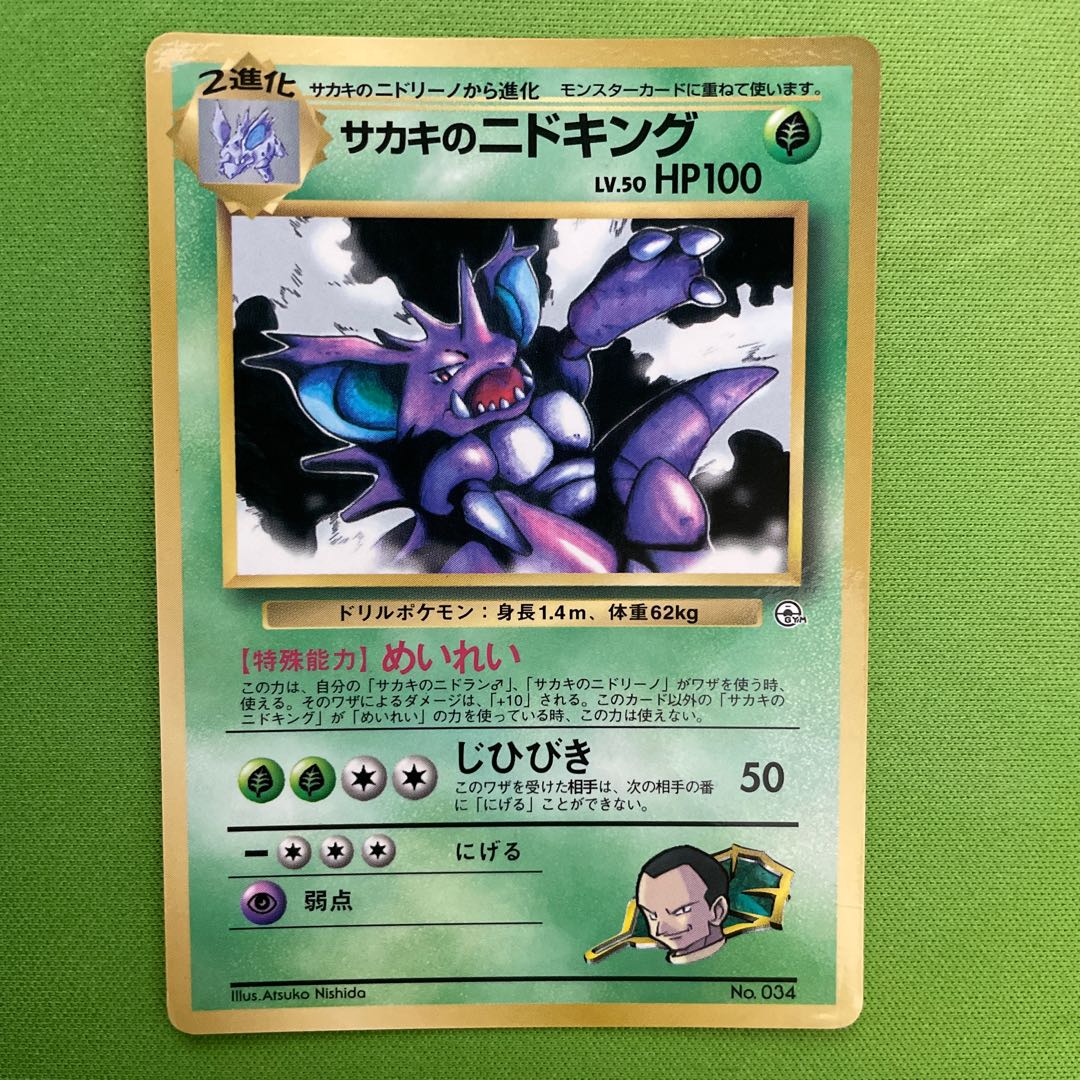 2進化 サカキのニドリーノから進化 モンスターカードに重ねて使います。
サカキのニドキング
LV.50 HP100
ドリルポケモン：身長1.4m、体重62kg
GYM
【特殊能力】めいれい
この力は、自分の「サカキのニドラン♂」、「サカキのニドリーノ」がワザを使う時、
使える。そのワザによるダメージは、「+10」される。このカード以外の「サカキの
ニドキング」が「めいれい」の力を使っている時、この力は使えない。
じひびき 50
このワザを受けた相手は、次の相手の番
に「にげる」ことができない。
ー にげる
弱点
Illus.Atsuko Nishida No. 034